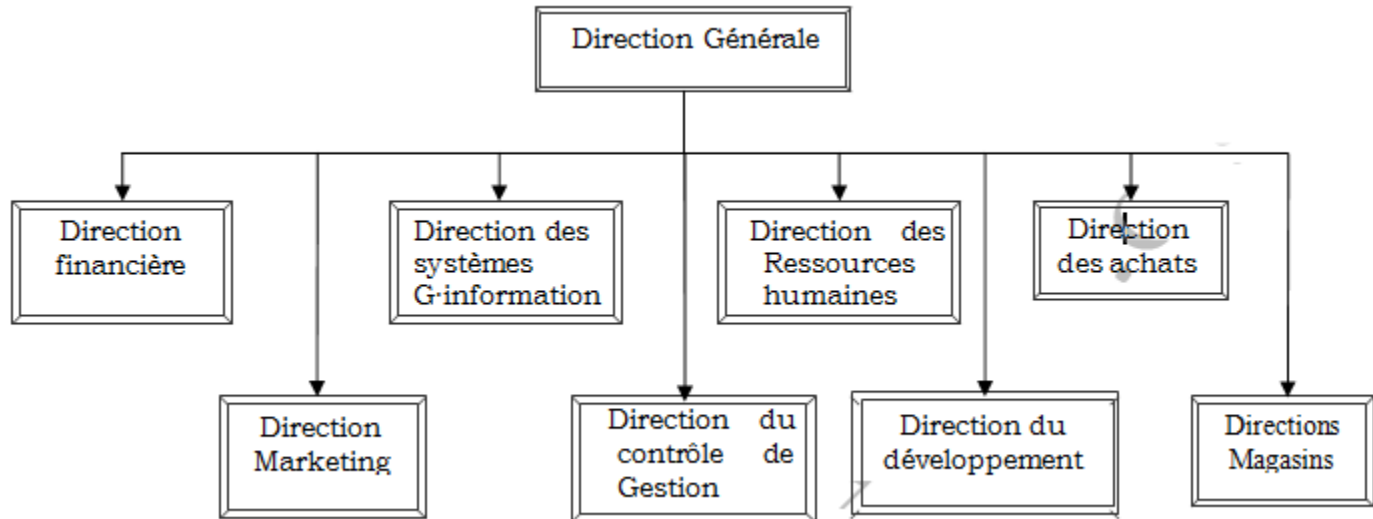 Direction Générale
Direction
financière
Direction des
systèmes
G·information
Direction des
Ressources
humaines
Direction
des achats
Direction
Marketing
Direction du
contrôle de
Gestion
Direction du
développement
Directions
Magasins